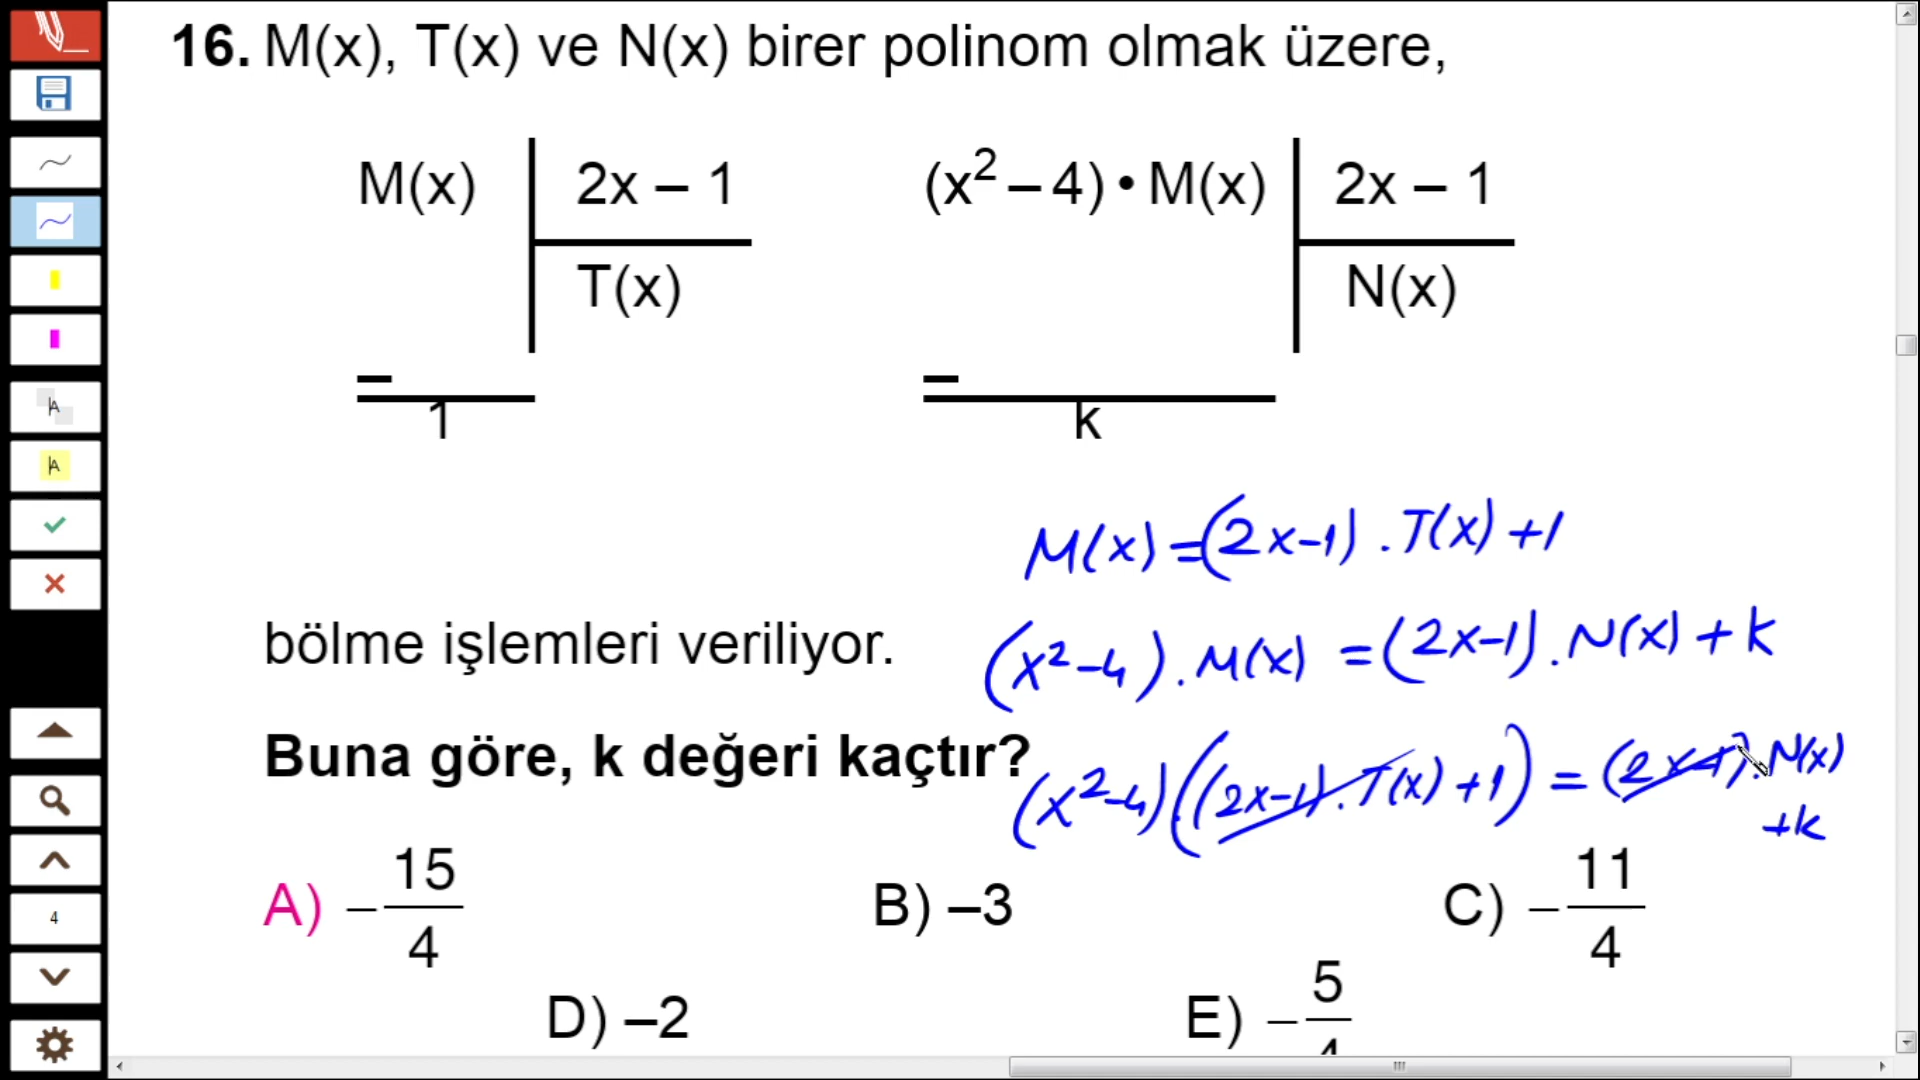 16. M(x), T(x) ve N(x) birer polinom olmak üzere,
M(x) 2x – 1
T(x)
–
1
(x² – 4) • M(x) 2x – 1
N(x)
–
k
M(x) = (2x-1) . T(x) + 1
bölme işlemleri veriliyor.
(x²-4) . M(x) = (2x-1) . N(x) + k
Buna göre, k değeri kaçtır?
(x²-4)((2x-1) . T(x) + 1) = (2x-1) . N(x)
+k
A) –15/4 B) –3 C) –11/4
D) –2 E) –5/4
4